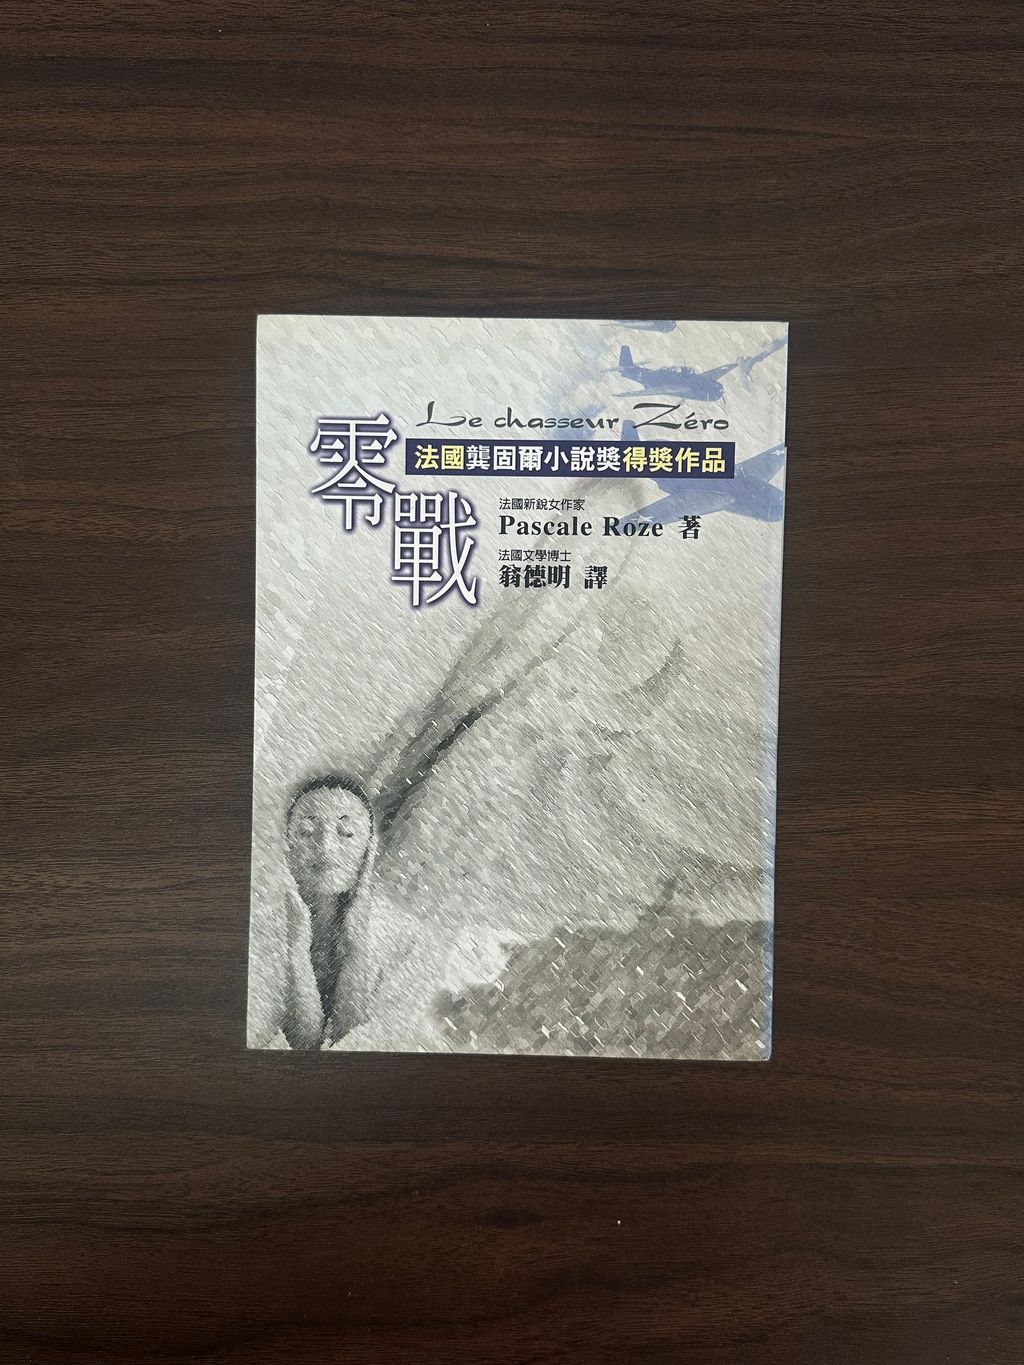 零戰
Le chasseur Zéro
法國龔固爾小說獎得獎作品
法國新銳女作家
Pascale Roze 著
法國文學博士
翁德明 譯